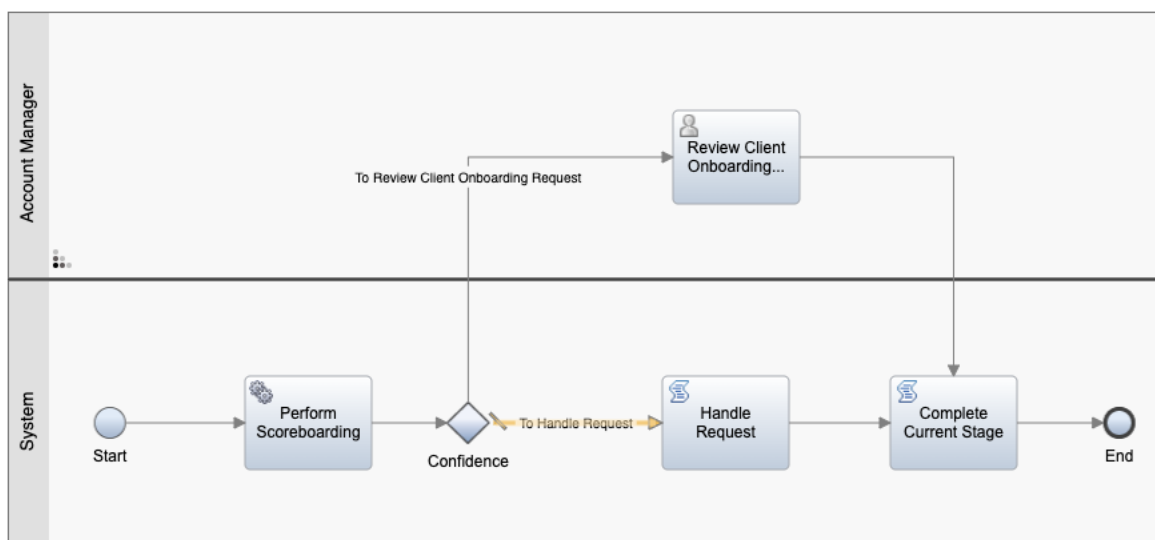 Account Manager
Review Client
Onboarding...
To Review Client Onboarding Request
System
Start
Perform
Scoreboarding
Confidence
To Handle Request
Handle
Request
Complete
Current Stage
End